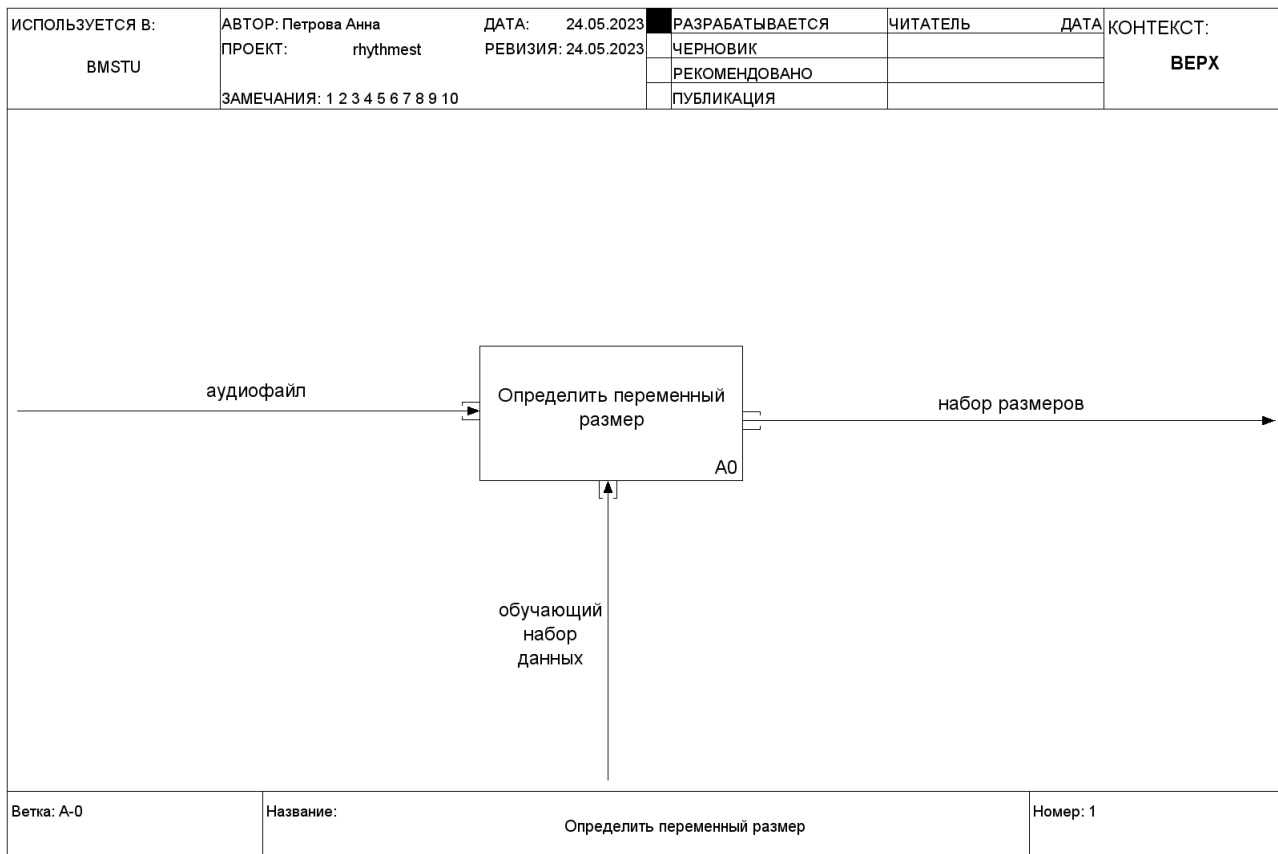 ИСПОЛЬЗУЕТСЯ В:
BMSTU
АВТОР: Петрова Анна
ДАТА: 24.05.2023
ПРОЕКТ: rhythmest
РЕВИЗИЯ: 24.05.2023
ЗАМЕЧАНИЯ: 1 2 3 4 5 6 7 8 9 10
РАЗРАБАТЫВАЕТСЯ
ЧЕРНОВИК
РЕКОМЕНДОВАНО
ПУБЛИКАЦИЯ
ЧИТАТЕЛЬ ДАТА
КОНТЕКСТ:
ВЕРХ
аудиофайл
Определить переменный
размер
A0
набор размеров
обучающий
набор
данных
Ветка: A-0
Название:
Определить переменный размер
Номер: 1